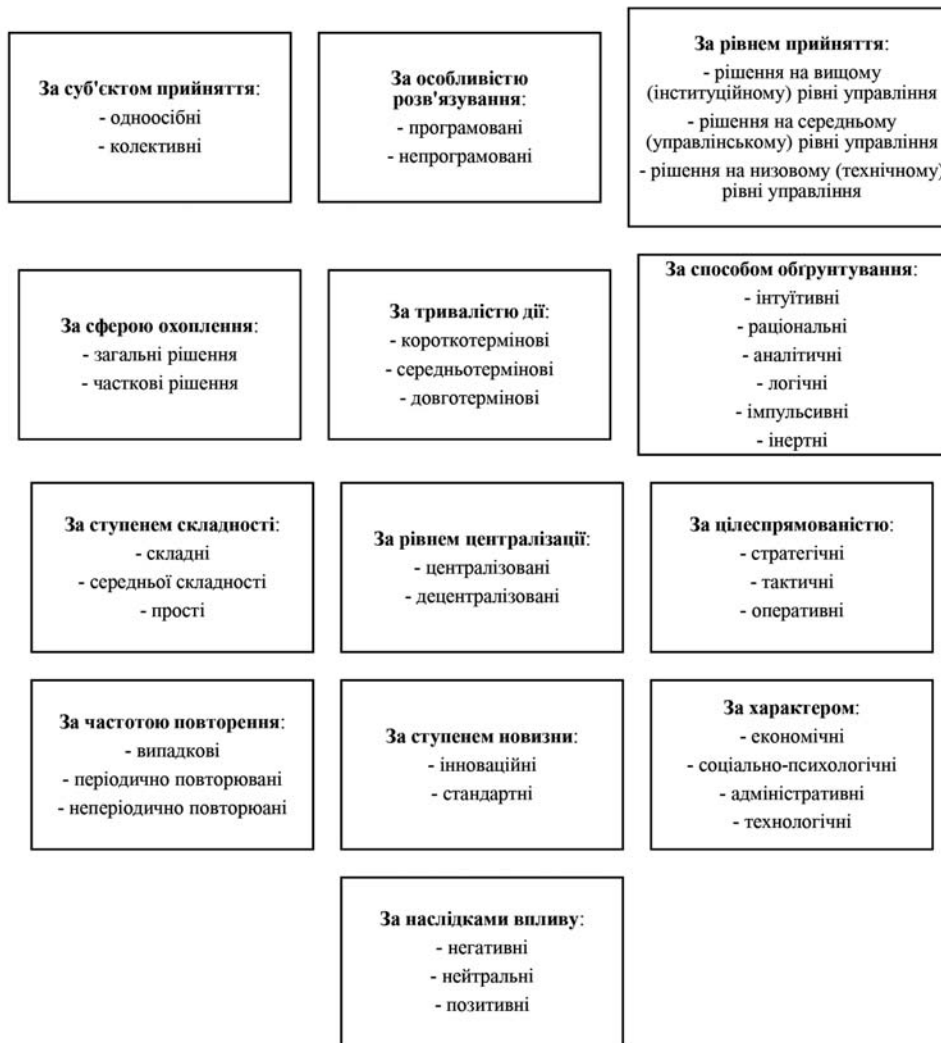 За суб'єктом прийняття:
- одноосібні
- колективні
За особливістю
розв'язування:
- програмовані
- непрограмовані
За рівнем прийняття:
- рішення на вищому
(інституційному) рівні управління
- рішення на середньому
(управлінському) рівні управління
- рішення на низовому (технічному)
рівні управління
За сферою охоплення:
- загальні рішення
- часткові рішення
За тривалістю дії:
- короткотермінові
- середньотермінові
- довготермінові
За способом обґрунтування:
- інтуїтивні
- раціональні
- аналітичні
- логічні
- імпульсивні
- інертні
За ступенем складності:
- складні
- середньої складності
- прості
За рівнем централізації:
- централізовані
- децентралізовані
За цілеспрямованістю:
- стратегічні
- тактичні
- оперативні
За частотою повторення:
- випадкові
- періодично повторювані
- неперіодично повторюані
За ступенем новизни:
- інноваційні
- стандартні
За характером:
- економічні
- соціально-психологічні
- адміністративні
- технологічні
За наслідками впливу:
- негативні
- нейтральні
- позитивні